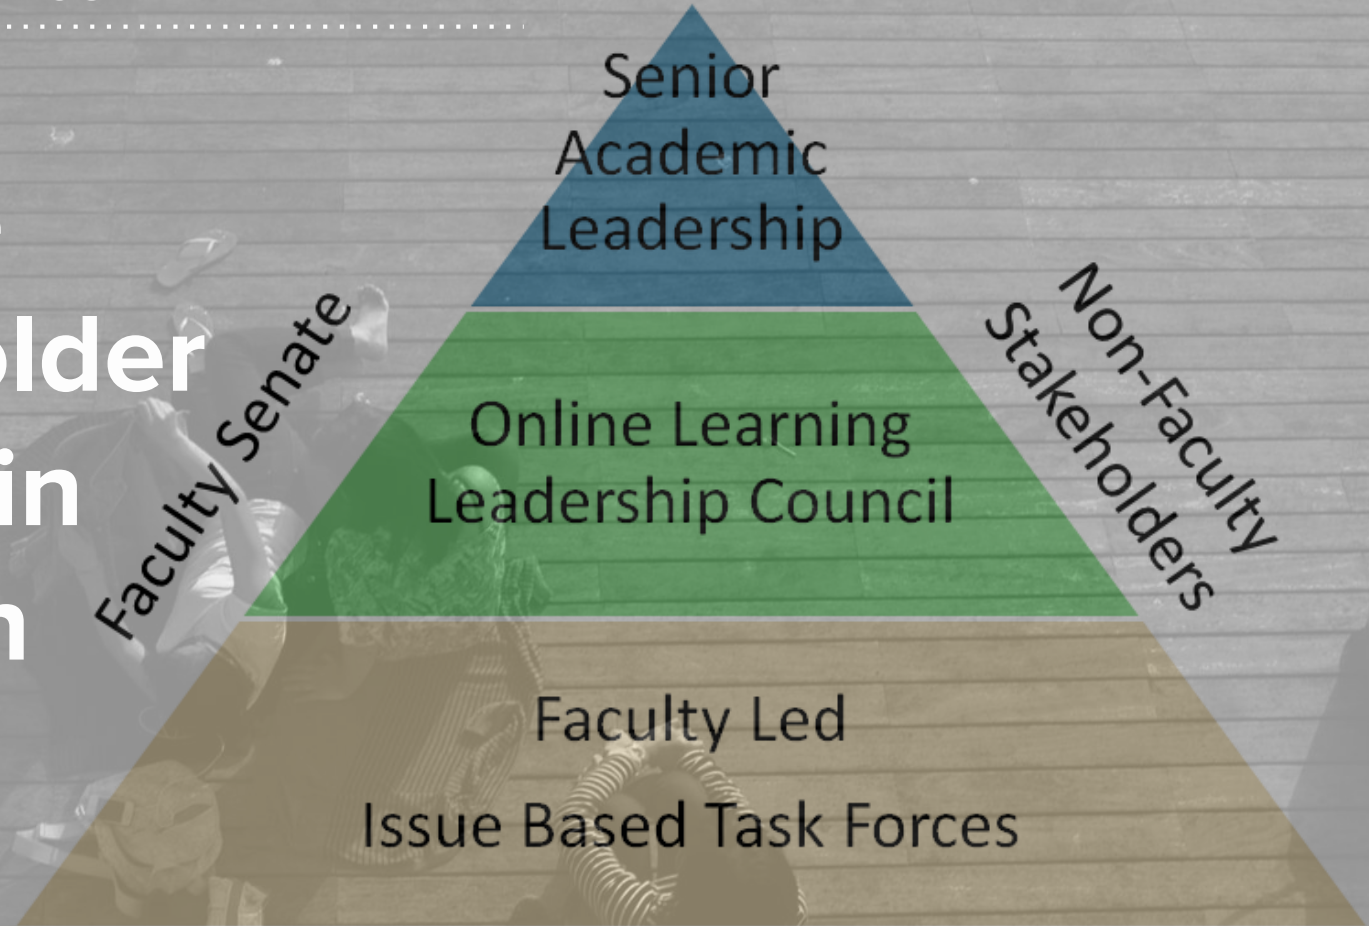 Senior
Academic
Leadership
Faculty Senate
Non-Faculty
Stakeholders
older
in
Online Learning
Leadership Council
Faculty Led
Issue Based Task Forces